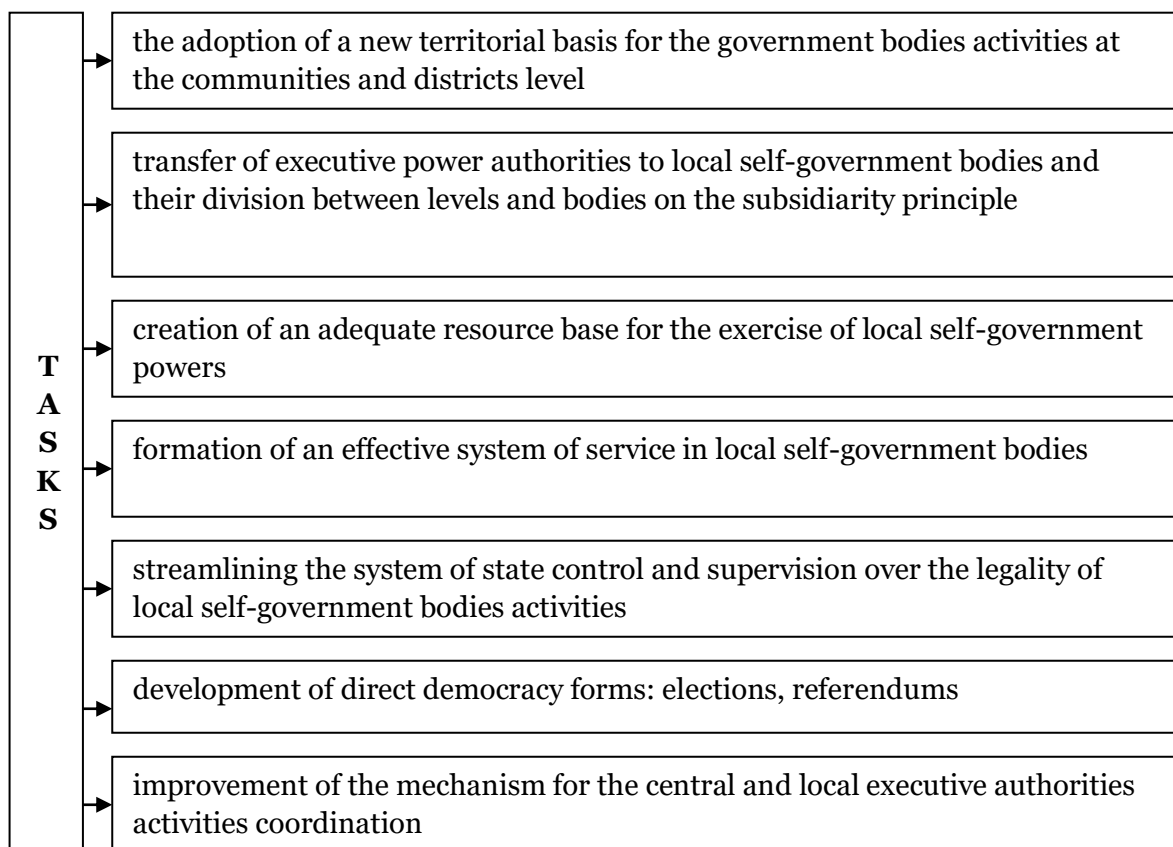 TASKS
the adoption of a new territorial basis for the government bodies activities at
the communities and districts level
transfer of executive power authorities to local self-government bodies and
their division between levels and bodies on the subsidiarity principle
creation of an adequate resource base for the exercise of local self-government
powers
formation of an effective system of service in local self-government bodies
streamlining the system of state control and supervision over the legality of
local self-government bodies activities
development of direct democracy forms: elections, referendums
improvement of the mechanism for the central and local executive authorities
activities coordination